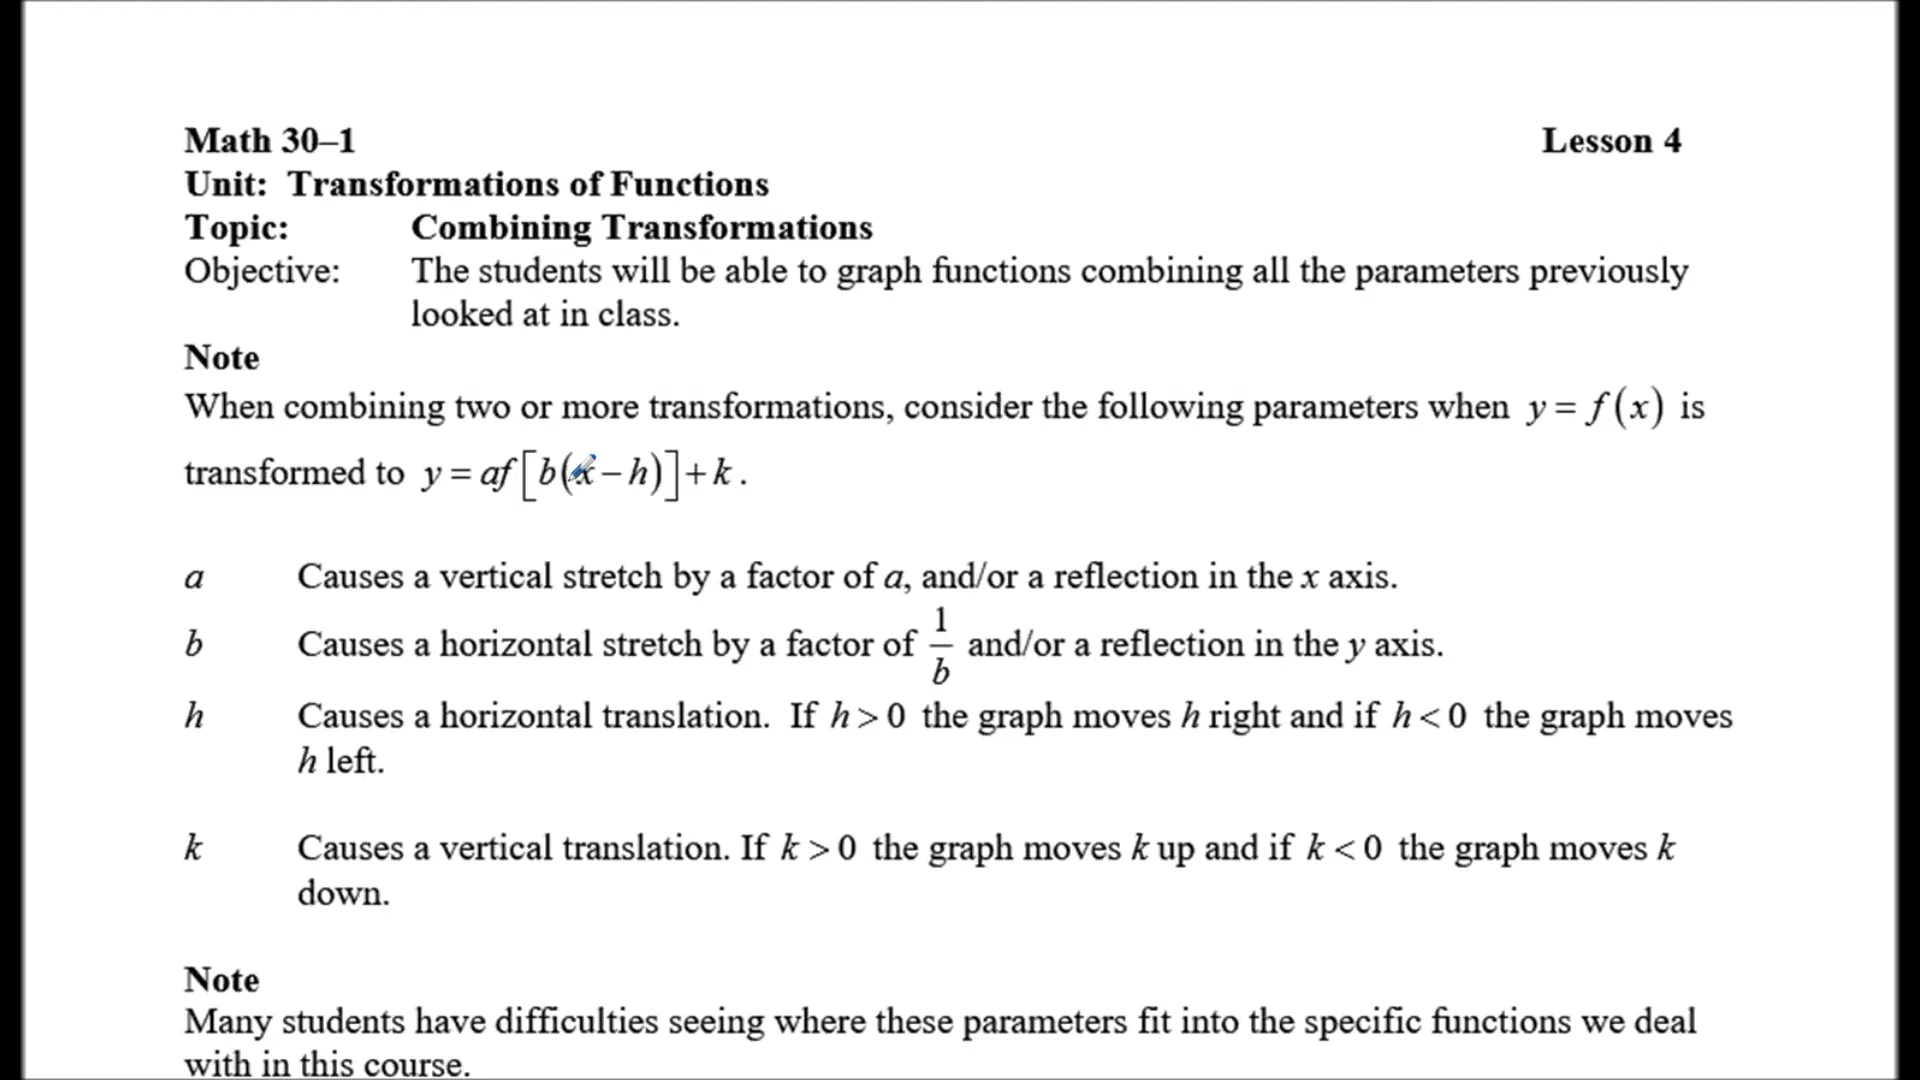 Math 30–1 Lesson 4
Unit: Transformations of Functions
Topic: Combining Transformations
Objective: The students will be able to graph functions combining all the parameters previously
looked at in class.
Note
When combining two or more transformations, consider the following parameters when y = f(x) is
transformed to y = af[b(x − h)] + k.
a Causes a vertical stretch by a factor of a, and/or a reflection in the x axis.
b Causes a horizontal stretch by a factor of 1/b and/or a reflection in the y axis.
h Causes a horizontal translation. If h > 0 the graph moves h right and if h < 0 the graph moves
h left.
k Causes a vertical translation. If k > 0 the graph moves k up and if k < 0 the graph moves k
down.
Note
Many students have difficulties seeing where these parameters fit into the specific functions we deal
with in this course.